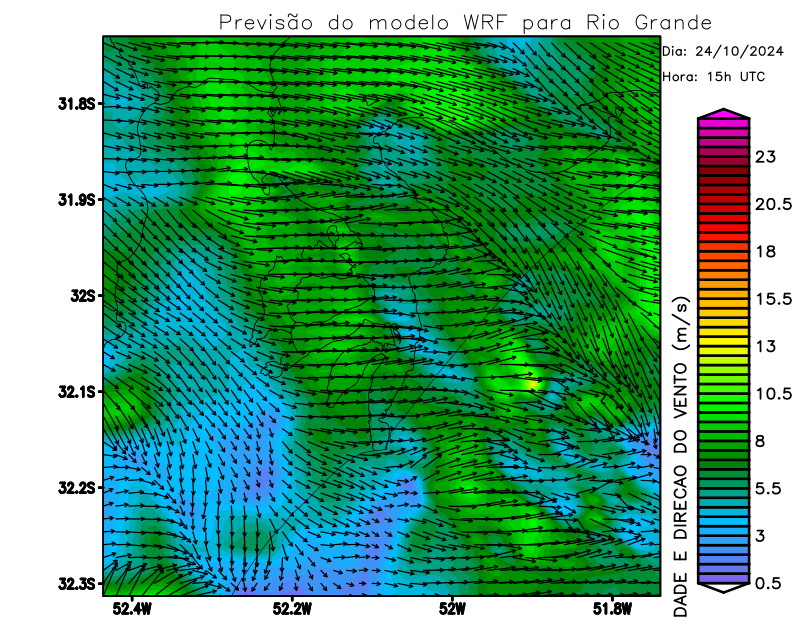 Previsão do modelo WRF para Rio Grande
Dia: 24/10/2024
Hora: 15h UTC
31.8S
31.9S
32S
32.1S
32.2S
32.3S
52.4W
52.2W
52W
51.8W
23
20.5
18
15.5
13
10.5
8
5.5
3
0.5
DADE E DIRECAO DO VENTO (m/s)